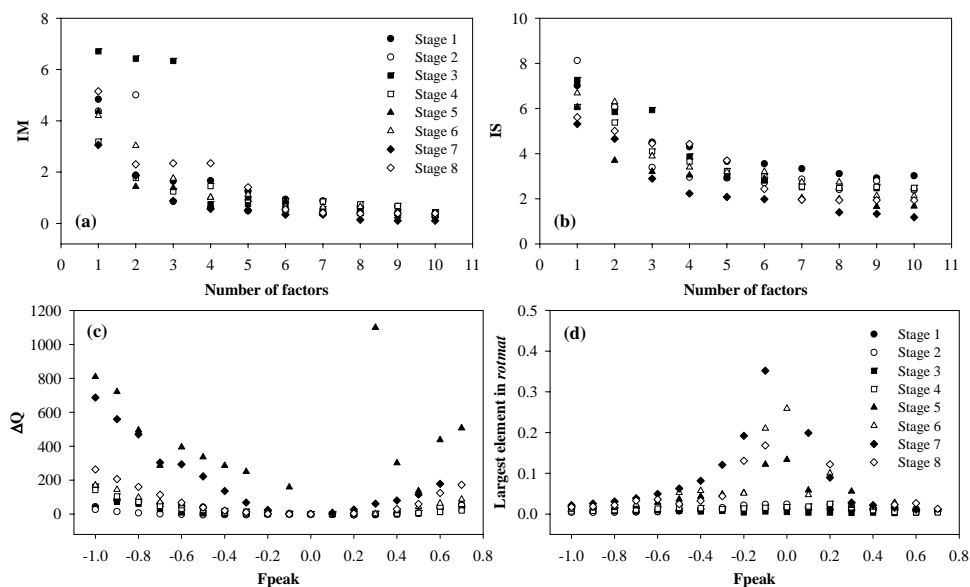 (a)
IM
8
6
4
2
0
0 1 2 3 4 5 6 7 8 9 10 11
Number of factors
Stage 1
Stage 2
Stage 3
Stage 4
Stage 5
Stage 6
Stage 7
Stage 8
(b)
IS
10
8
6
4
2
0
0 1 2 3 4 5 6 7 8 9 10 11
Number of factors
(c)
ΔQ
1200
1000
800
600
400
200
0
-1.0 -0.8 -0.6 -0.4 -0.2 0.0 0.2 0.4 0.6 0.8
Fpeak
(d)
Largest element in rotmat
0.5
0.4
0.3
0.2
0.1
0.0
-1.0 -0.8 -0.6 -0.4 -0.2 0.0 0.2 0.4 0.6 0.8
Fpeak
Stage 1
Stage 2
Stage 3
Stage 4
Stage 5
Stage 6
Stage 7
Stage 8